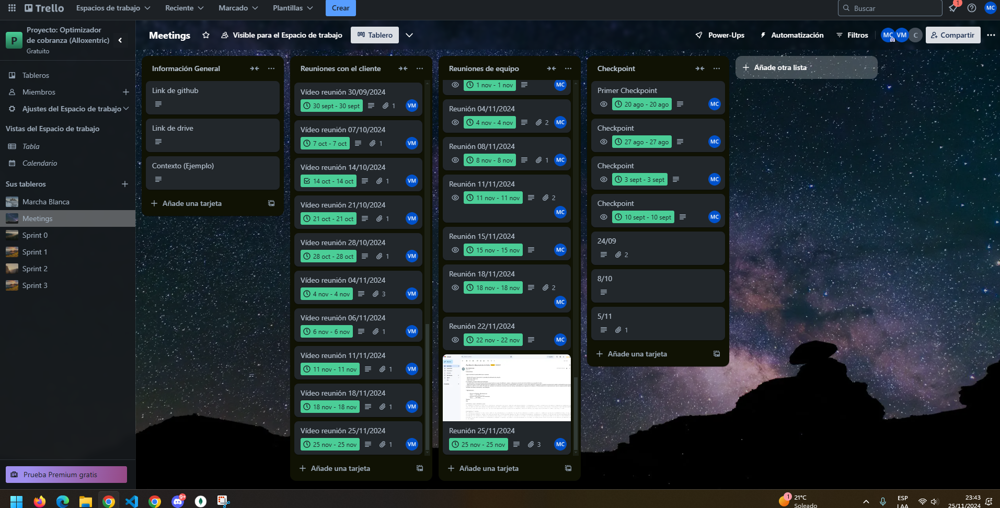 Trello
Espacios de trabajo
Reciente
Marcado
Plantillas
Crear
Buscar
1
MC
P
Proyecto: Optimizador
de cobranza (Alloxentric)
Gratuito
Meetings
Visible para el Espacio de trabajo
Tablero
Power-Ups
Automatización
Filtros
MC
VM
C
Compartir
Tableros
Miembros
Ajustes del Espacio de trabajo
Vistas del Espacio de trabajo
Tabla
Calendario
Sus tableros
Marcha Blanca
Meetings
Sprint 0
Sprint 1
Sprint 2
Sprint 3
Prueba Premium gratis
Información General
Link de github
Link de drive
Contexto (Ejemplo)
Añade una tarjeta
Reuniones con el cliente
Vídeo reunión 30/09/2024
30 sept - 30 sept 1 VM
Vídeo reunión 07/10/2024
7 oct - 7 oct 1 VM
Vídeo reunión 14/10/2024
14 oct - 14 oct 1 VM
Vídeo reunión 21/10/2024
21 oct - 21 oct 1 VM
Vídeo reunión 28/10/2024
28 oct - 28 oct 1 VM
Vídeo reunión 04/11/2024
4 nov - 4 nov 3 VM
Vídeo reunión 06/11/2024
6 nov - 6 nov 1 VM
Vídeo reunión 11/11/2024
11 nov - 11 nov 1 VM
Vídeo reunión 18/11/2024
18 nov - 18 nov 1 VM
Vídeo reunión 25/11/2024
25 nov - 25 nov 1 VM
Añade una tarjeta
Reuniones de equipo
1 nov - 1 nov MC
Reunión 04/11/2024
4 nov - 4 nov 2 MC
Reunión 08/11/2024
8 nov - 8 nov 1 MC
Reunión 11/11/2024
11 nov - 11 nov 2
MC
Reunión 15/11/2024
15 nov - 15 nov MC
Reunión 18/11/2024
18 nov - 18 nov 2
MC
Reunión 22/11/2024
22 nov - 22 nov MC
Reunión 25/11/2024
25 nov - 25 nov 3 MC
Añade una tarjeta
Checkpoint
Primer Checkpoint
20 ago - 20 ago MC
Checkpoint
27 ago - 27 ago MC
Checkpoint
3 sept - 3 sept MC
Checkpoint
10 sept - 10 sept MC
24/09
2
8/10
5/11
1
Añade una tarjeta
Añade otra lista
9+
1
21°C
Soleado
ESP
LAA
23:43
25/11/2024